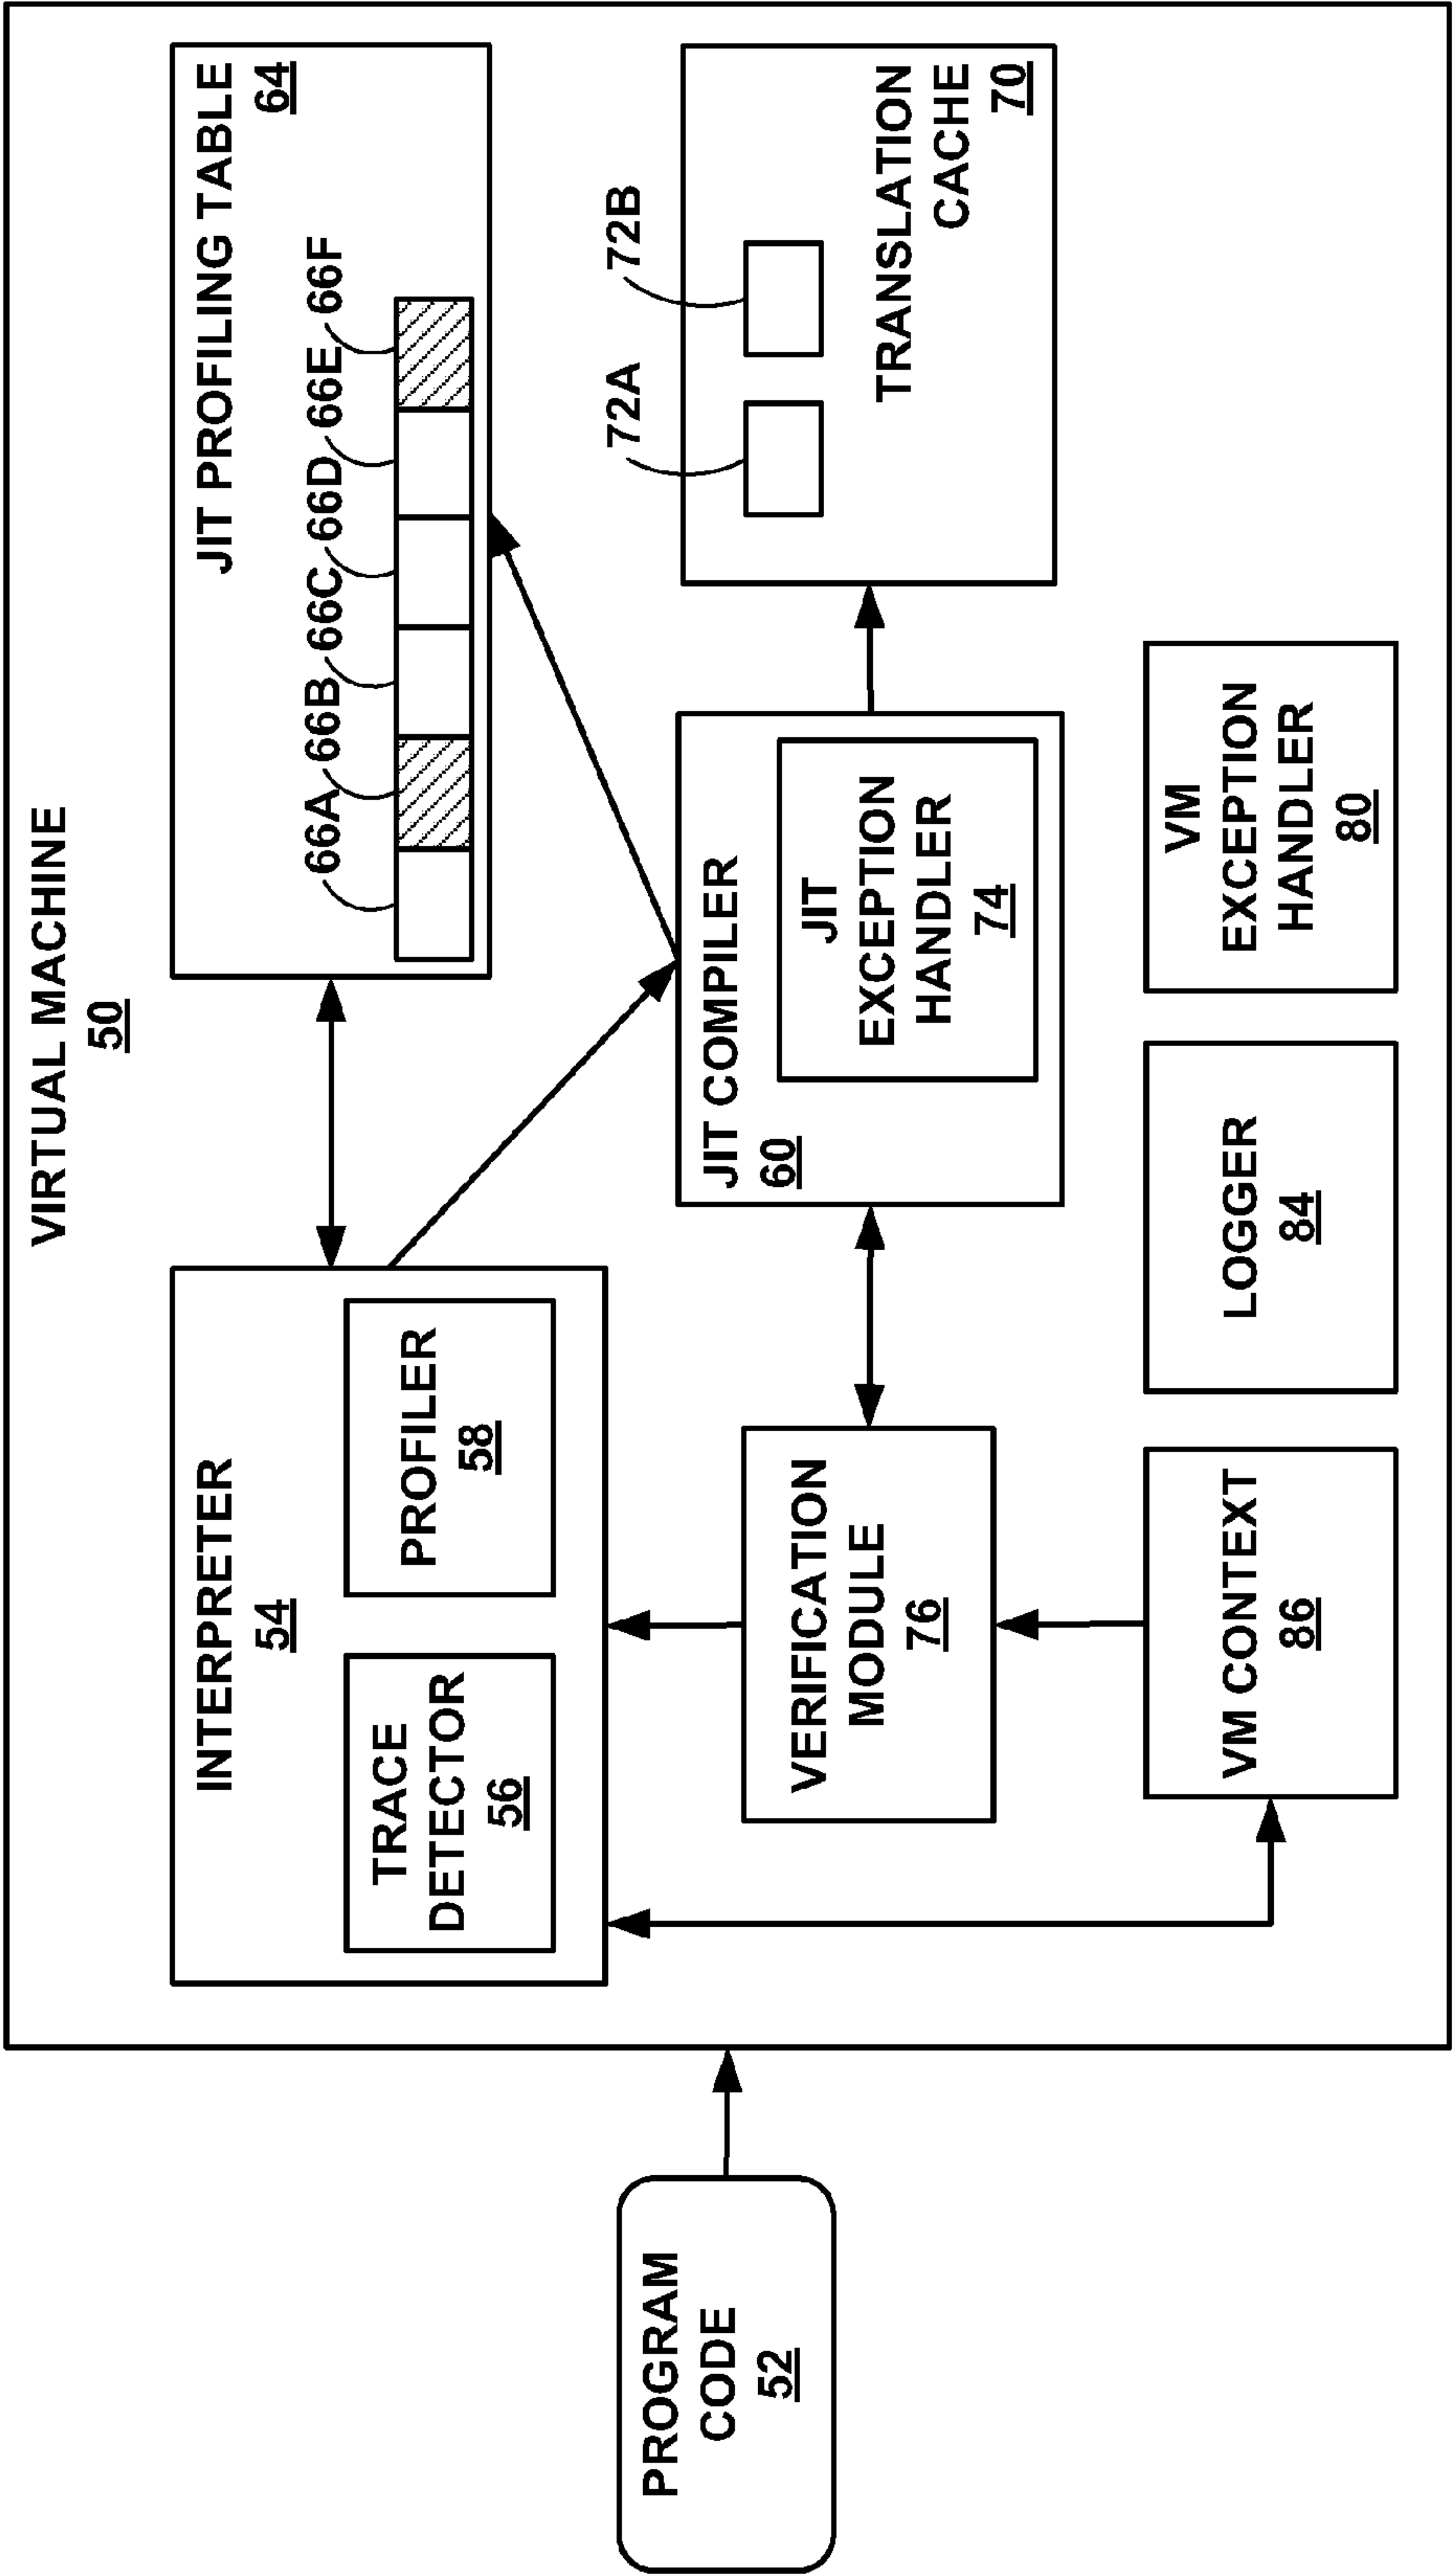 VIRTUAL MACHINE
50
PROGRAM
CODE
52
INTERPRETER
54
TRACE
DETECTOR
56
PROFILER
58
JIT PROFILING TABLE
64
66A
66B
66C
66D
66E
66F
VERIFICATION
MODULE
76
JIT COMPILER
60
JIT
EXCEPTION
HANDLER
74
72A
72B
TRANSLATION
CACHE
70
VM CONTEXT
86
LOGGER
84
VM
EXCEPTION
HANDLER
80